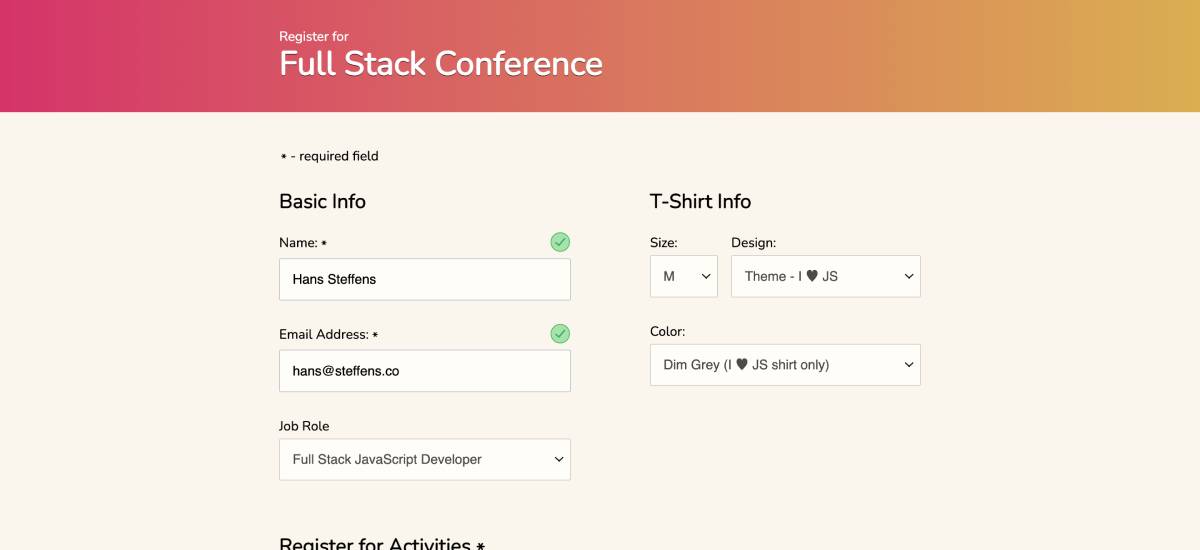 Register for
Full Stack Conference
* - required field
Basic Info
Name: *
Hans Steffens
Email Address: *
hans@steffens.co
Job Role
Full Stack JavaScript Developer
T-Shirt Info
Size:
M
Design:
Theme - I ♥ JS
Color:
Dim Grey (I ♥ JS shirt only)
Register for Activities *